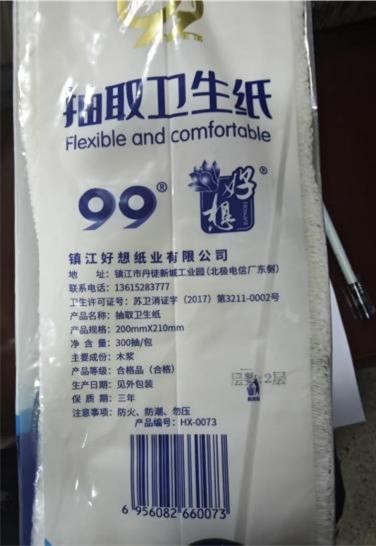 抽取卫生纸
Flexible and comfortable
99®
好想®
镇江好想纸业有限公司
地 址：镇江市丹徒新城工业园（北极电信厂东侧）
联系电话：13615283777
卫生许可证号：苏卫消证字（2017）第3211-0002号
产品名称：抽取卫生纸
产品规格：200mmX210mm
净 含 量：300抽/包
主要成份：木浆
产品等级：合格品（合格）
生产日期：见外包装
保 质 期：三年
注意事项：防火、防潮、勿压
产品编号：HX-0073
层数：2层
6 956082 660073